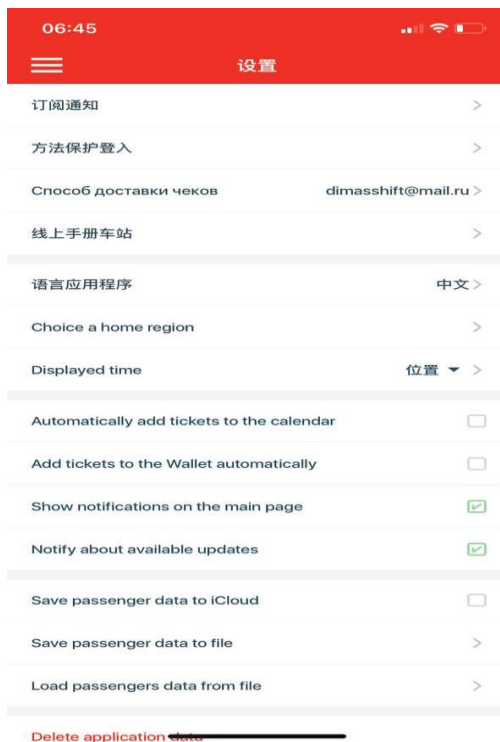 06:45
设置
订阅通知
方法保护登入
Способ доставки чеков dimasshift@mail.ru
线上手册车站
语言应用程序 中文
Choice a home region
Displayed time 位置
Automatically add tickets to the calendar
Add tickets to the Wallet automatically
Show notifications on the main page
Notify about available updates
Save passenger data to iCloud
Save passenger data to file
Load passengers data from file
Delete application data